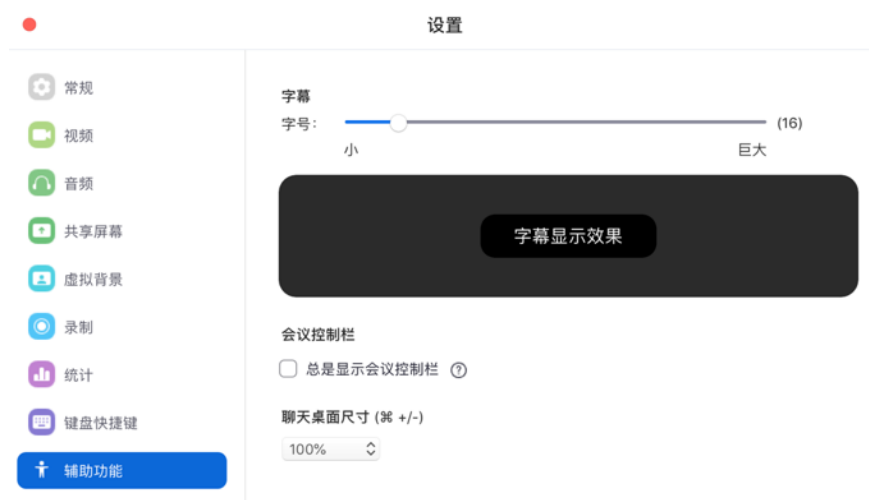 设置
常规
视频
音频
共享屏幕
虚拟背景
录制
统计
键盘快捷键
辅助功能
字幕
字号: (16)
小 巨大
字幕显示效果
会议控制栏
总是显示会议控制栏 ?
聊天桌面尺寸 (⌘ +/-)
100%